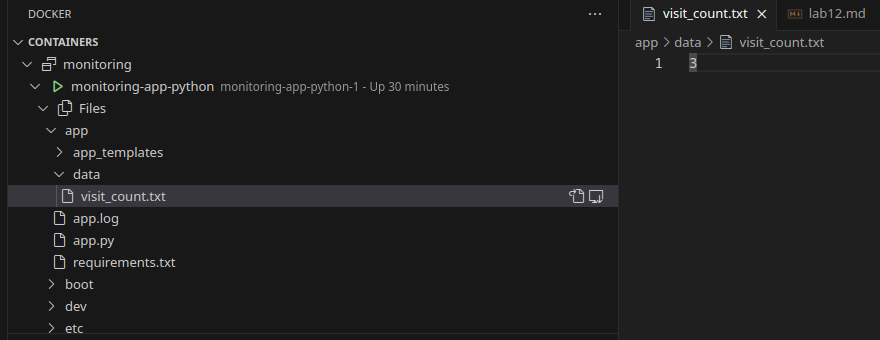 DOCKER
CONTAINERS
monitoring
monitoring-app-python monitoring-app-python-1 - Up 30 minutes
Files
app
app_templates
data
visit_count.txt
app.log
app.py
requirements.txt
boot
dev
etc
visit_count.txt lab12.md
app > data > visit_count.txt
1 3